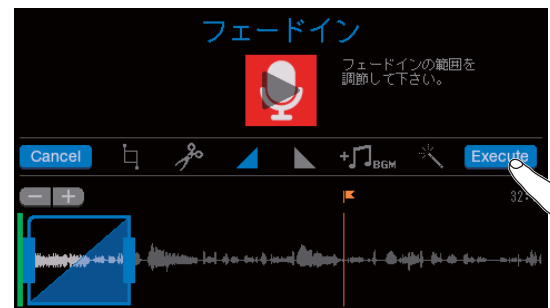 フェードイン
フェードインの範囲を
調節して下さい。
Cancel
+ BGM
Execute
− +
32: